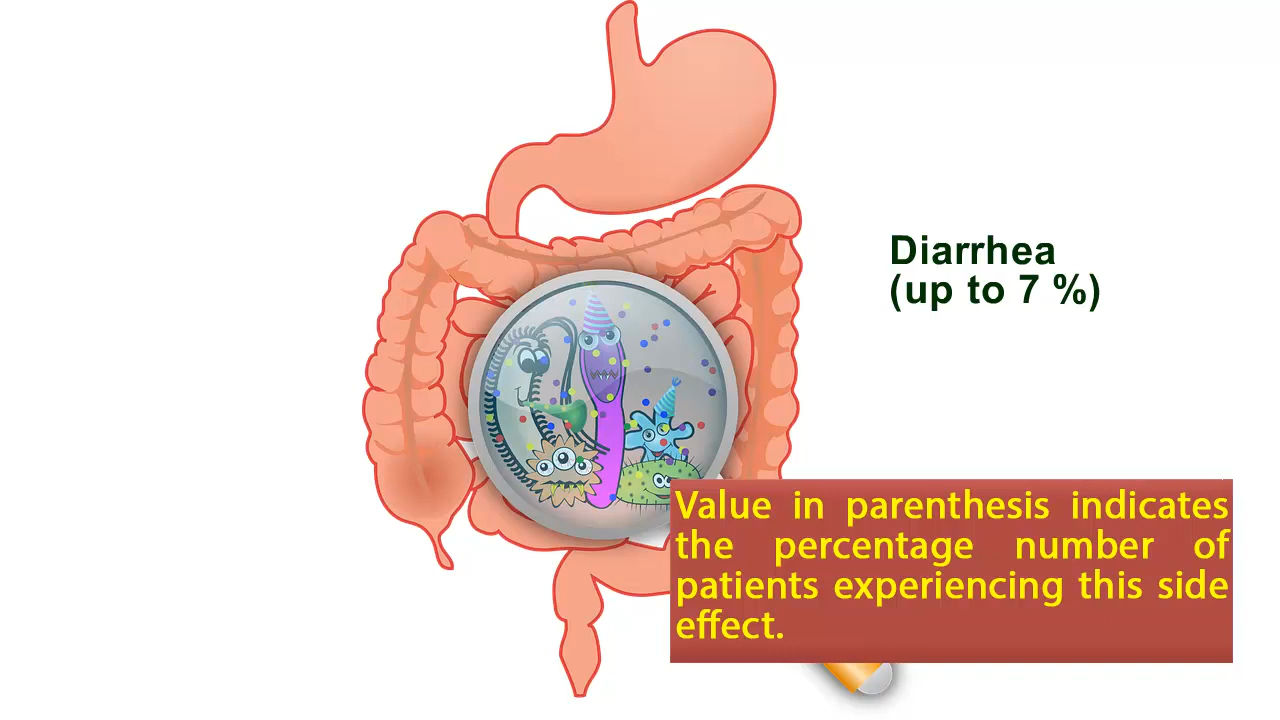 Diarrhea
(up to 7 %)
Value in parenthesis indicates
the percentage number of
patients experiencing this side
effect.